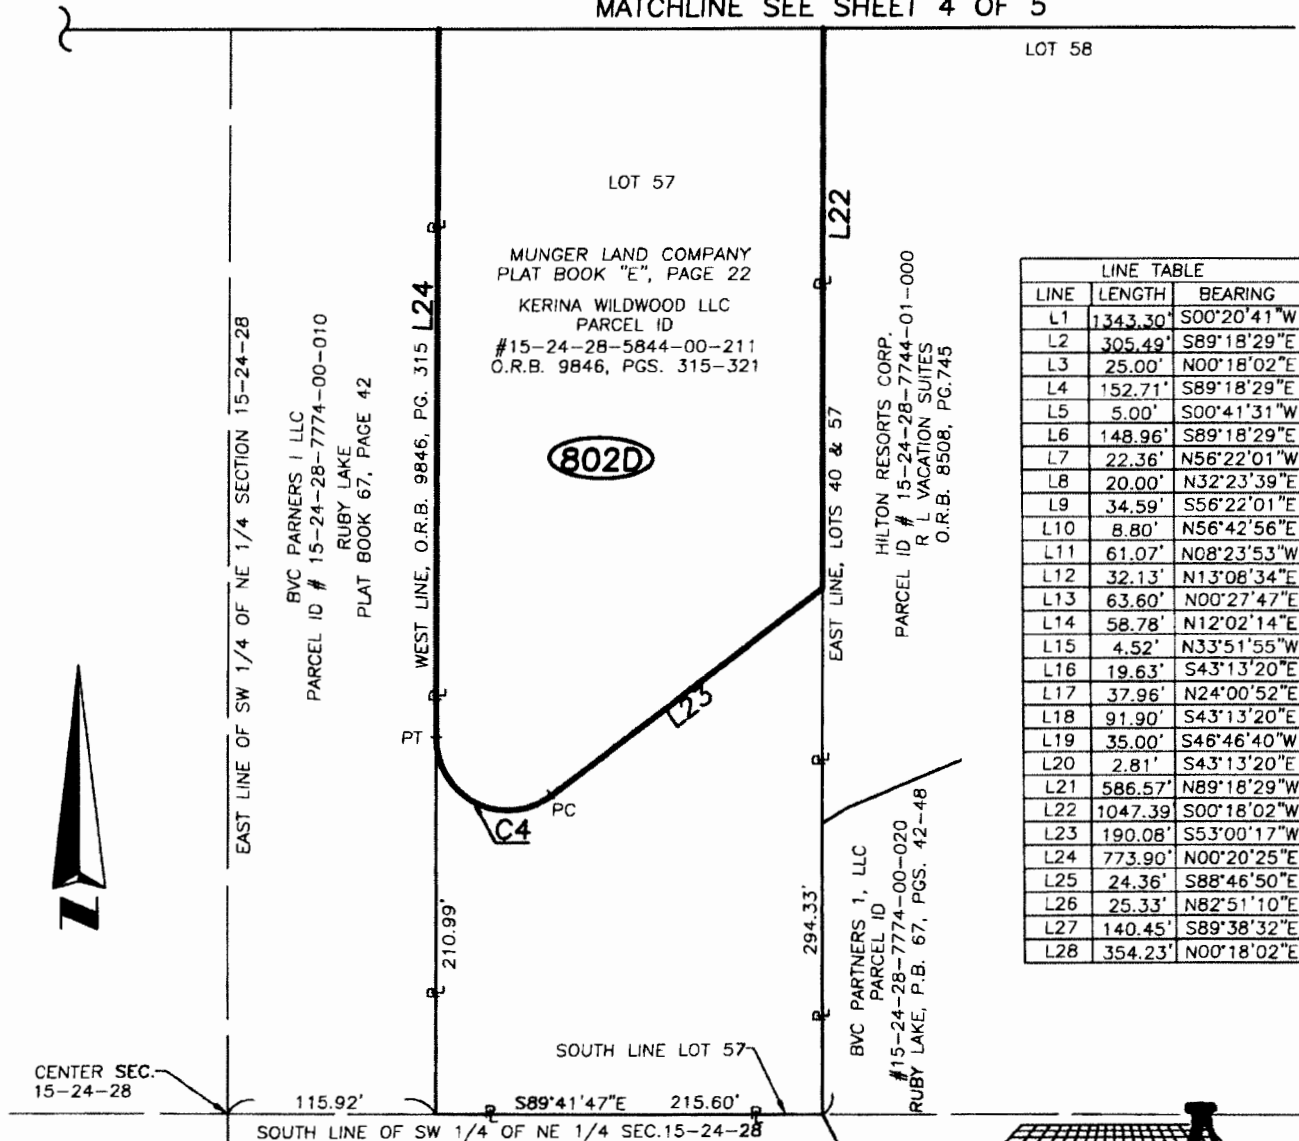 MATCHLINE SEE SHEET 4 OF 5
LOT 58
LOT 57
L22
L24
MUNGER LAND COMPANY
PLAT BOOK "E", PAGE 22
KERINA WILDWOOD LLC
PARCEL ID
#15-24-28-5844-00-211
O.R.B. 9846, PGS. 315-321
802D
EAST LINE OF SW 1/4 OF NE 1/4 SECTION 15-24-28
BVC PARNERS I LLC
PARCEL ID # 15-24-28-7774-00-010
RUBY LAKE
PLAT BOOK 67, PAGE 42
WEST LINE, O.R.B. 9846, PG. 315
EAST LINE, LOTS 40 & 57
HILTON RESORTS CORP.
PARCEL ID # 15-24-28-7744-01-000
R L VACATION SUITES
O.R.B. 8508, PG.745
LINE TABLE
LINE LENGTH BEARING
L1 1343.30' S00°20'41"W
L2 305.49' S89°18'29"E
L3 25.00' N00°18'02"E
L4 152.71' S89°18'29"E
L5 5.00' S00°41'31"W
L6 148.96' S89°18'29"E
L7 22.36' N56°22'01"W
L8 20.00' N32°23'39"E
L9 34.59' S56°22'01"E
L10 8.80' N56°42'56"E
L11 61.07' N08°23'53"W
L12 32.13' N13°08'34"E
L13 63.60' N00°27'47"E
L14 58.78' N12°02'14"E
L15 4.52' N33°51'55"W
L16 19.63' S43°13'20"E
L17 37.96' N24°00'52"E
L18 91.90' S43°13'20"E
L19 35.00' S46°46'40"W
L20 2.81' S43°13'20"E
L21 586.57' N89°18'29"W
L22 1047.39' S00°18'02"W
L23 190.08' S53°00'17"W
L24 773.90' N00°20'25"E
L25 24.36' S88°46'50"E
L26 25.33' N82°51'10"E
L27 140.45' S89°38'32"E
L28 354.23' N00°18'02"E
L23
PT
PC
C4
N
210.99'
294.33'
BVC PARTNERS 1, LLC
PARCEL ID
#15-24-28-7774-00-020
RUBY LAKE, P.B. 67, PGS. 42-48
SOUTH LINE LOT 57
CENTER SEC.
15-24-28
115.92'
S89°41'47"E 215.60'
SOUTH LINE OF SW 1/4 OF NE 1/4 SEC.15-24-28